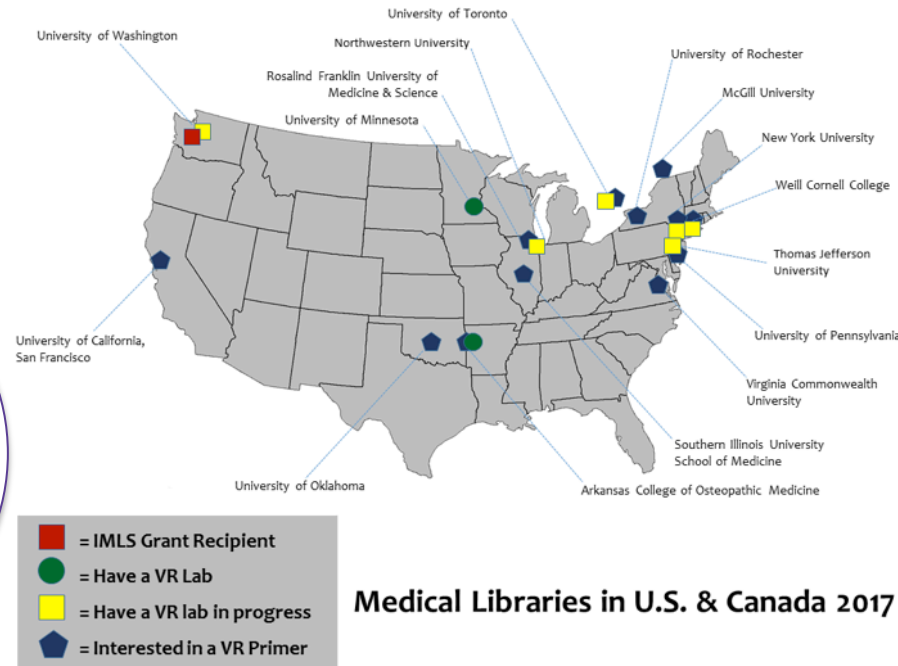 University of Toronto
University of Washington
Northwestern University
University of Rochester
Rosalind Franklin University of
Medicine & Science
McGill University
University of Minnesota
New York University
Weill Cornell College
Thomas Jefferson
University
University of California,
San Francisco
University of Pennsylvania
Virginia Commonwealth
University
Southern Illinois University
School of Medicine
University of Oklahoma
Arkansas College of Osteopathic Medicine
= IMLS Grant Recipient
= Have a VR Lab
= Have a VR lab in progress
= Interested in a VR Primer
Medical Libraries in U.S. & Canada 2017